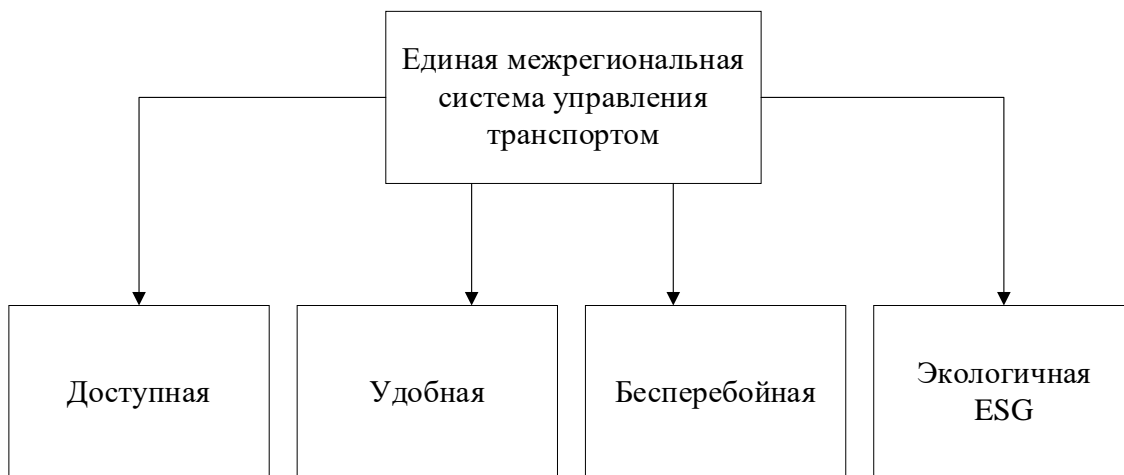 Единая межрегиональная
система управления
транспортом
Доступная
Удобная
Бесперебойная
Экологичная
ESG